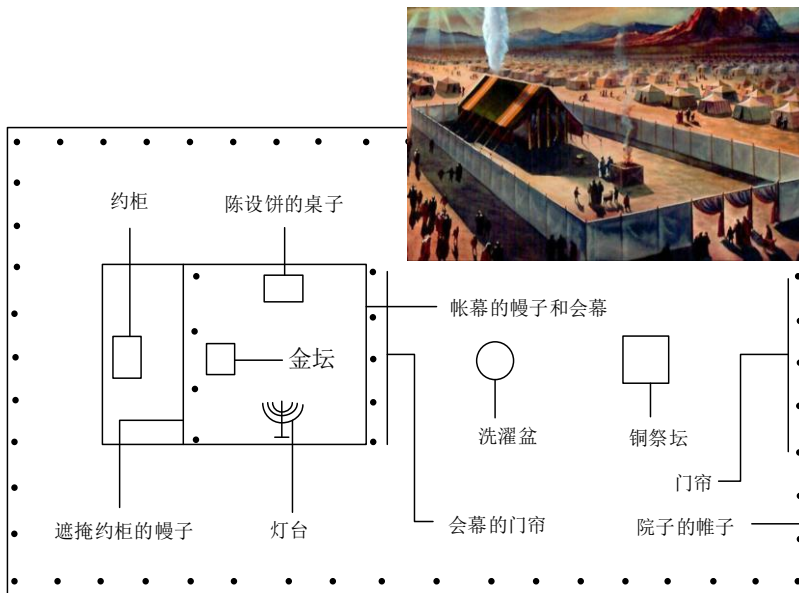 约柜
陈设饼的桌子
帐幕的幔子和会幕
金坛
洗濯盆
铜祭坛
门帘
遮掩约柜的幔子
灯台
会幕的门帘
院子的帷子